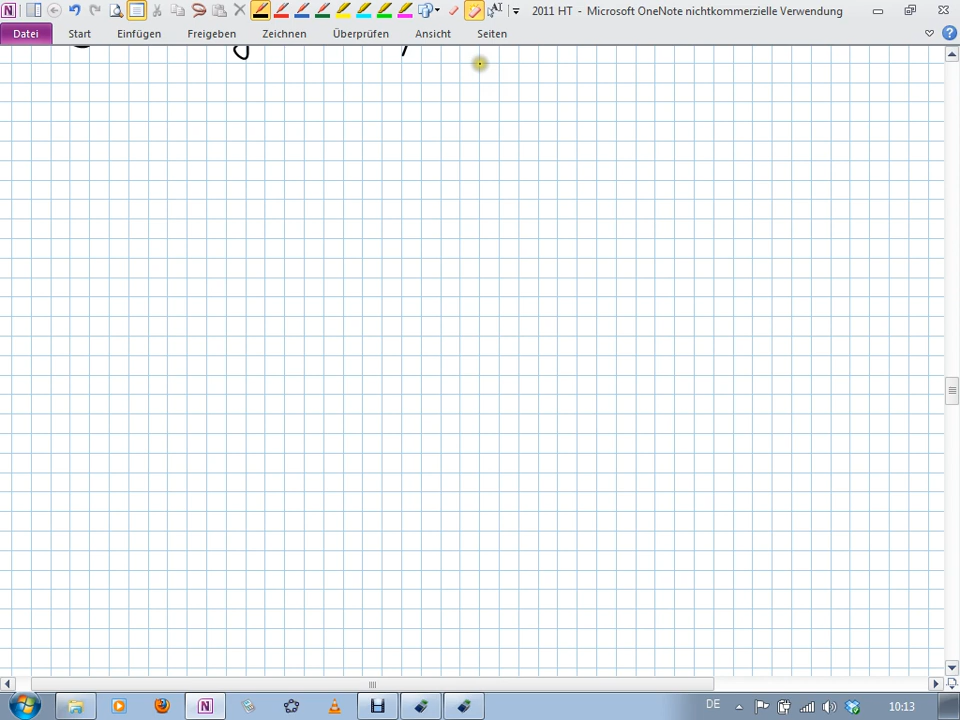 2011 HT - Microsoft OneNote nichtkommerzielle Verwendung
Datei Start Einfügen Freigeben Zeichnen Überprüfen Ansicht Seiten
DE 10:13